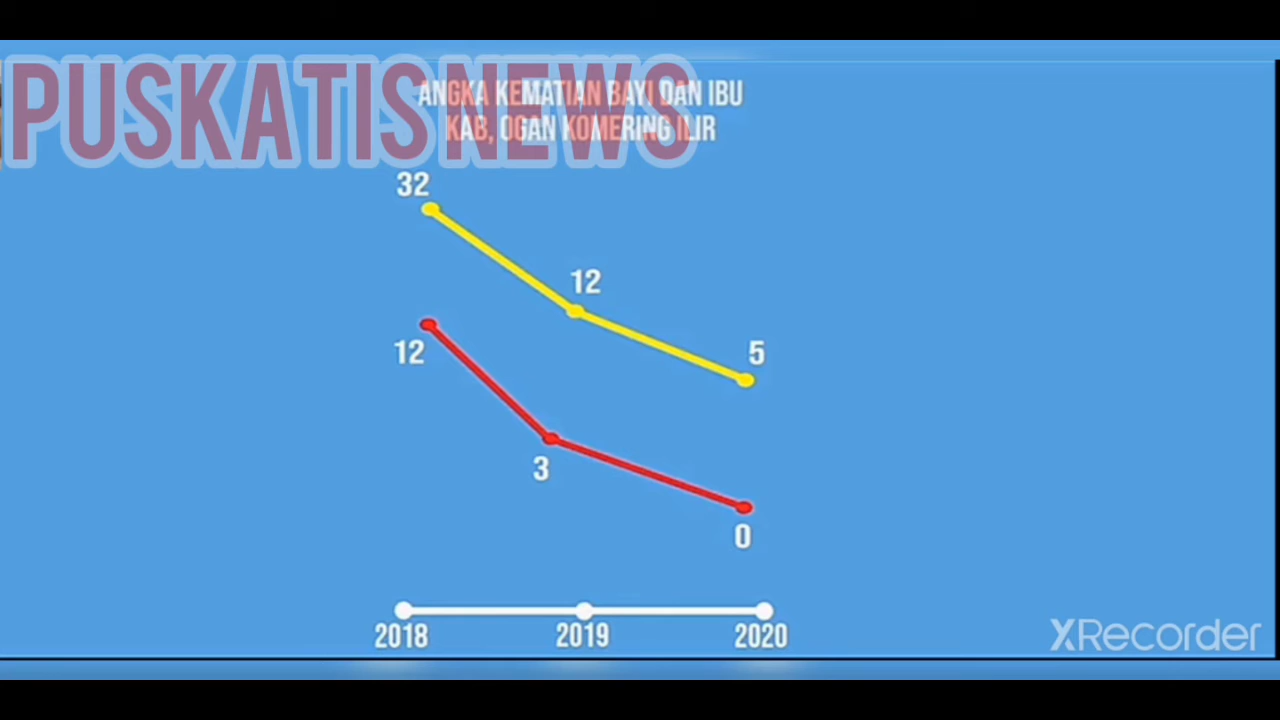 PUSKATIS NEWS
ANGKA KEMATIAN BAYI DAN IBU
KAB, OGAN KOMERING ILIR
32
12
5
12
3
0
2018 2019 2020
XRecorder